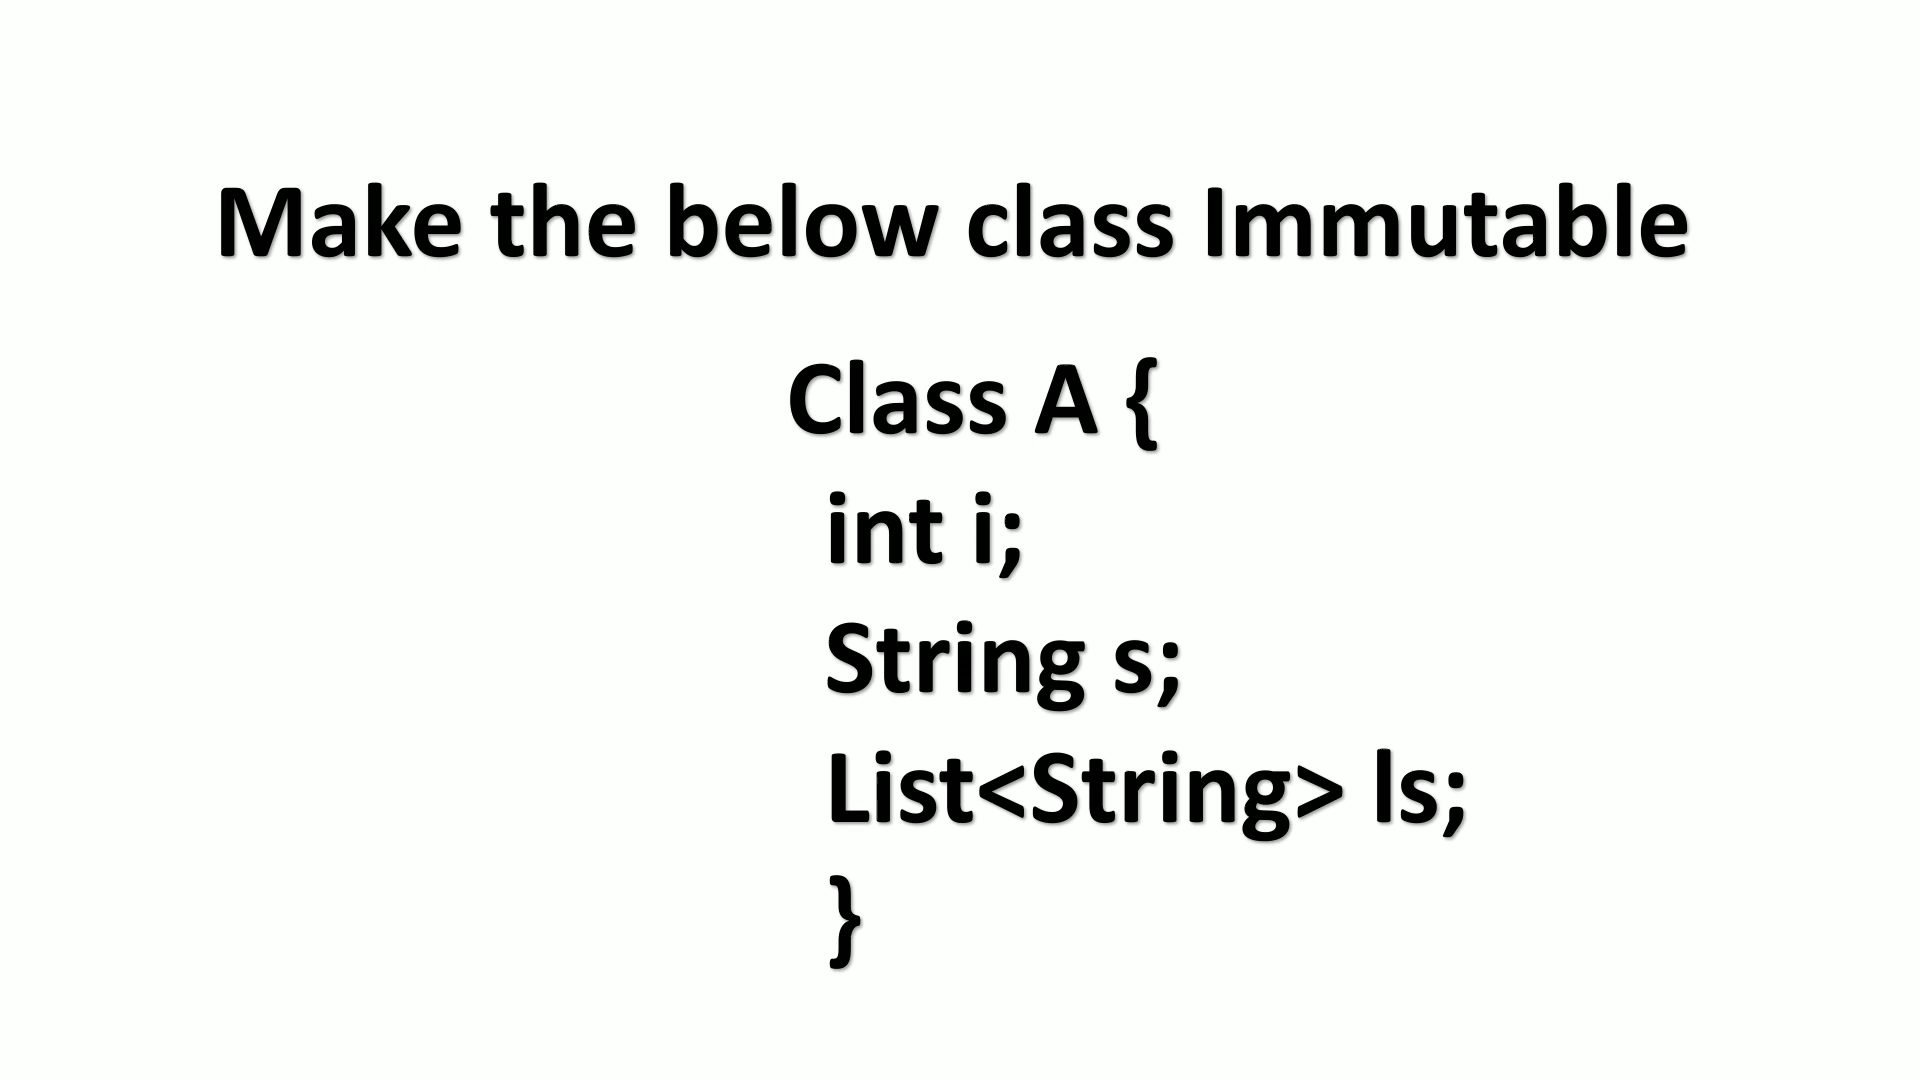 Make the below class Immutable
Class A {
int i;
String s;
List<String> ls;
}